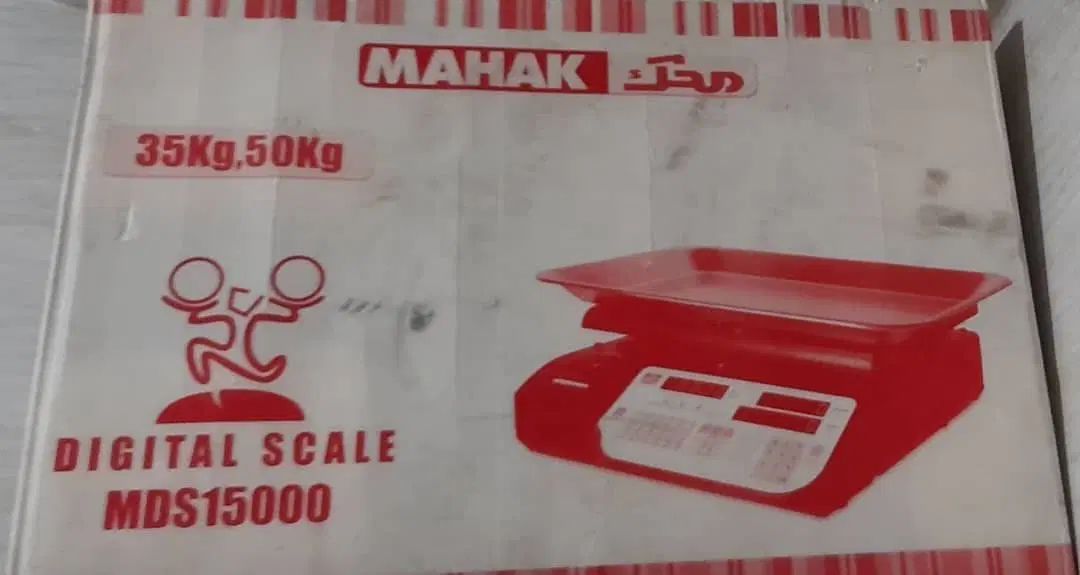 MAHAK محک
35Kg,50Kg
DIGITAL SCALE
MDS15000